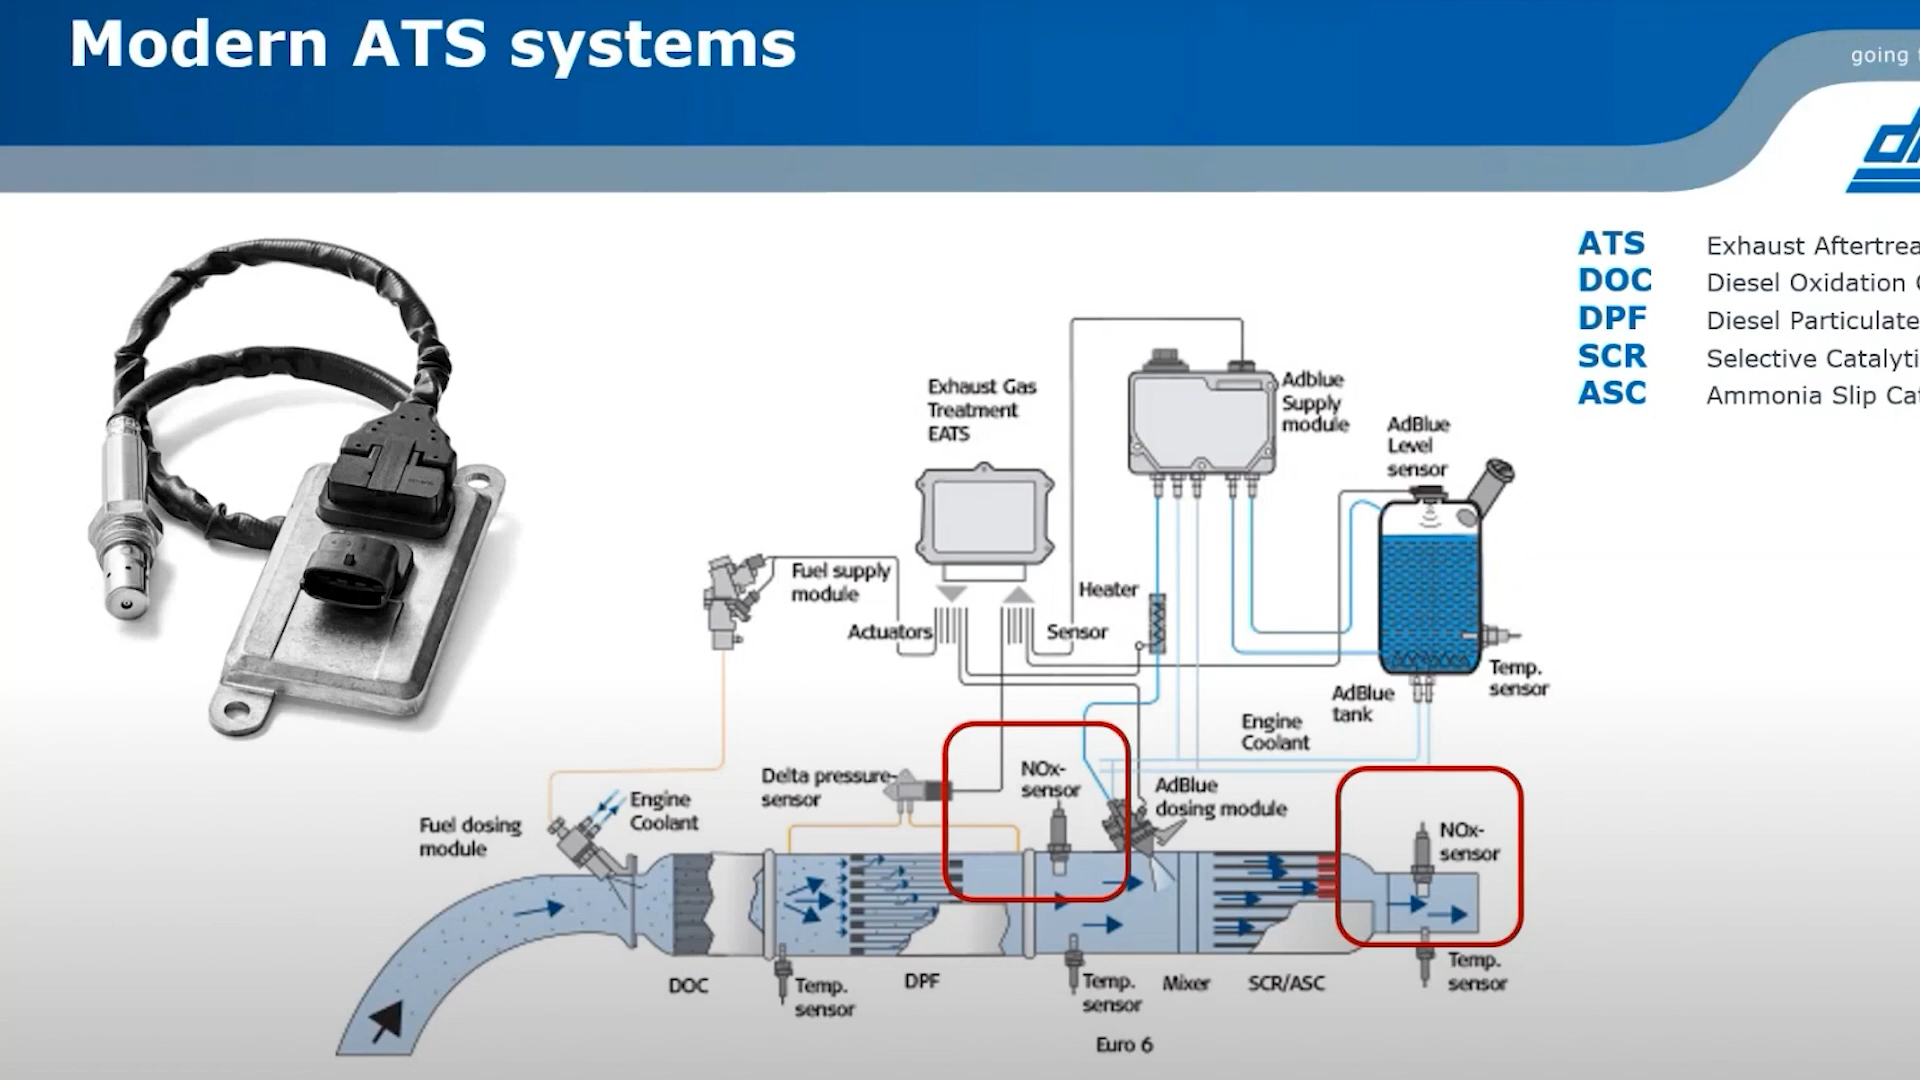 Modern ATS systems
going
ATS Exhaust
DOC Diesel Oxidation
DPF Diesel Particulate
SCR Selective
ASC Ammonia Slip
Exhaust Gas
Treatment
EATS
Adblue
Supply
module
AdBlue
Level
sensor
Fuel supply
module
Heater
Actuators
Sensor
Temp.
sensor
AdBlue
tank
Engine
Coolant
NOx-
sensor
Delta pressure-
sensor
AdBlue
dosing module
Engine
Coolant
Fuel dosing
module
NOx-
sensor
DOC
Temp.
sensor
DPF
Temp.
sensor
Mixer
SCR/ASC
Temp.
sensor
Euro 6